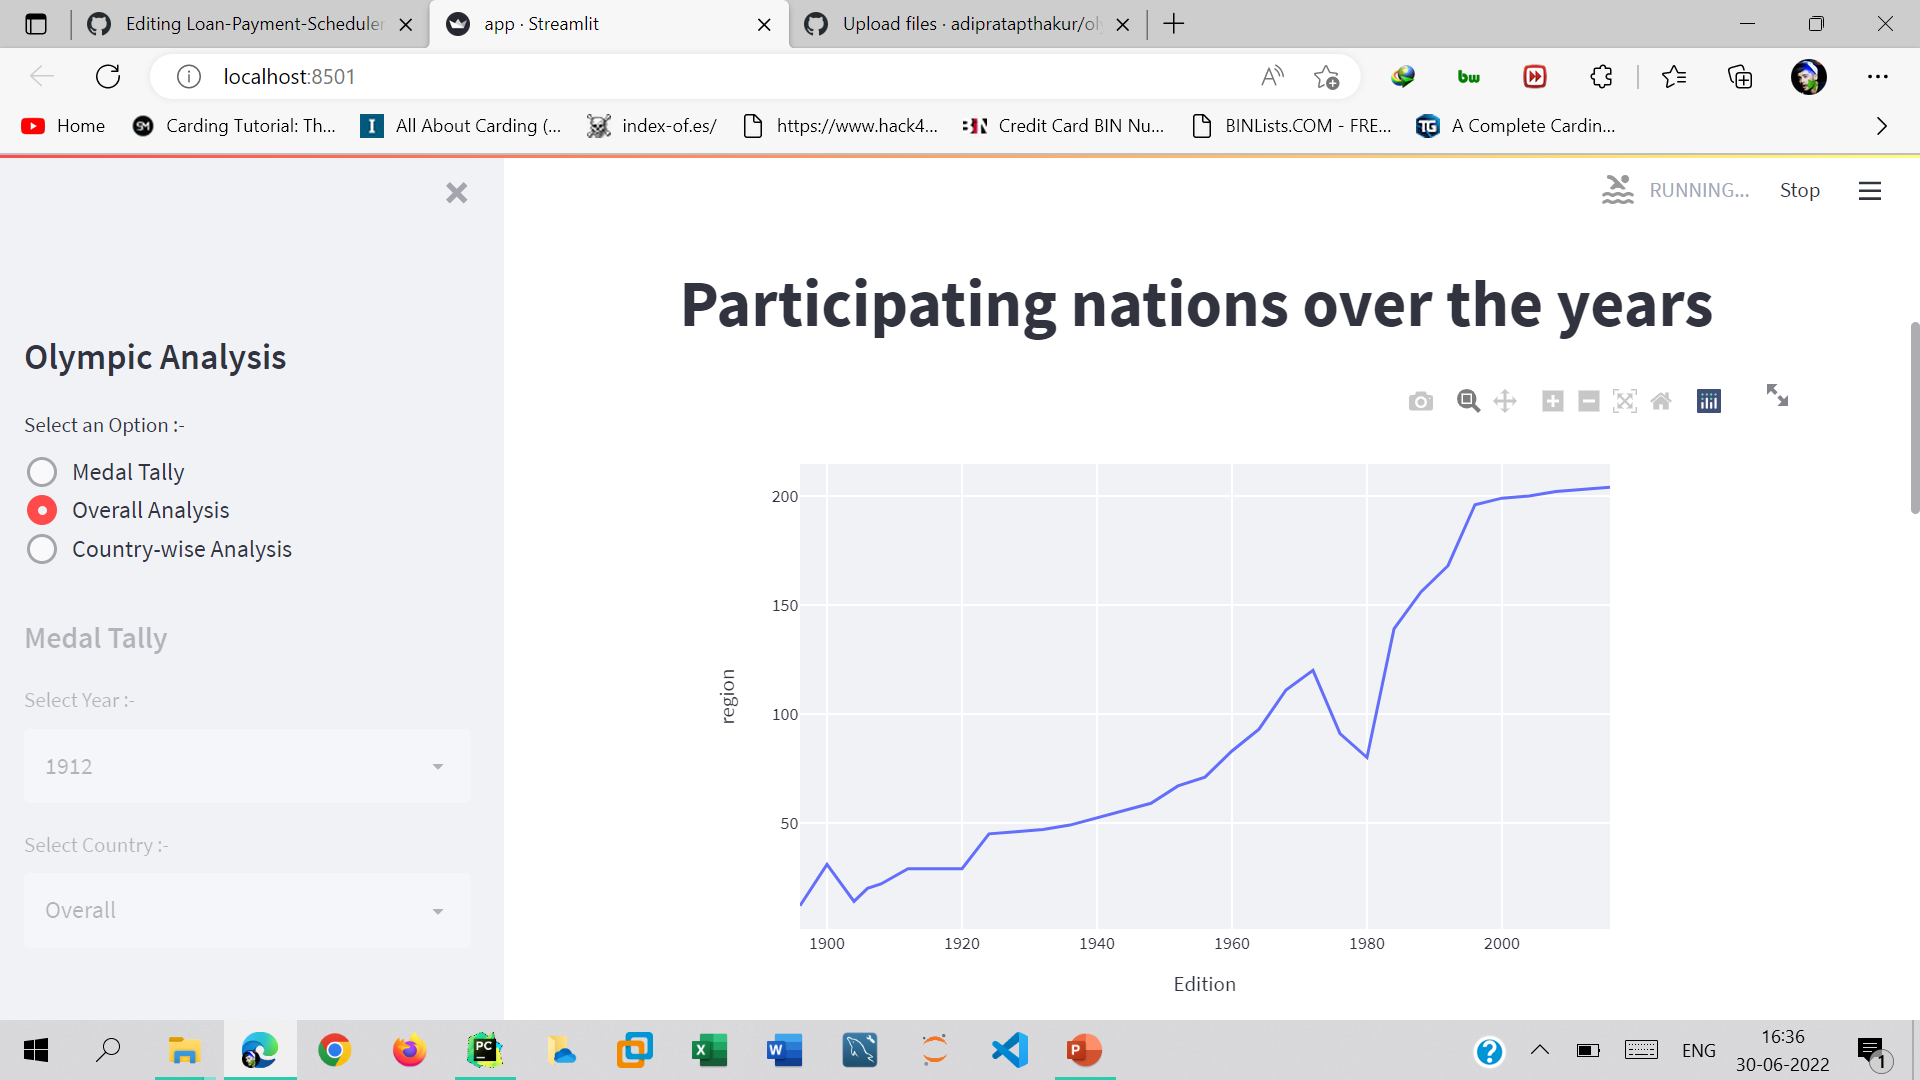 Editing Loan-Payment-Scheduler
app · Streamlit
Upload files · adipratapthakur/ol
localhost:8501
Home
Carding Tutorial: Th...
All About Carding (...
index-of.es/
https://www.hack4...
Credit Card BIN Nu...
BINLists.COM - FRE...
A Complete Cardin...
RUNNING...
Stop
Participating nations over the years
Olympic Analysis
Select an Option :-
Medal Tally
Overall Analysis
Country-wise Analysis
Medal Tally
Select Year :-
1912
Select Country :-
Overall
200
150
100
50
region
1900
1920
1940
1960
1980
2000
Edition
16:36
ENG
30-06-2022
1